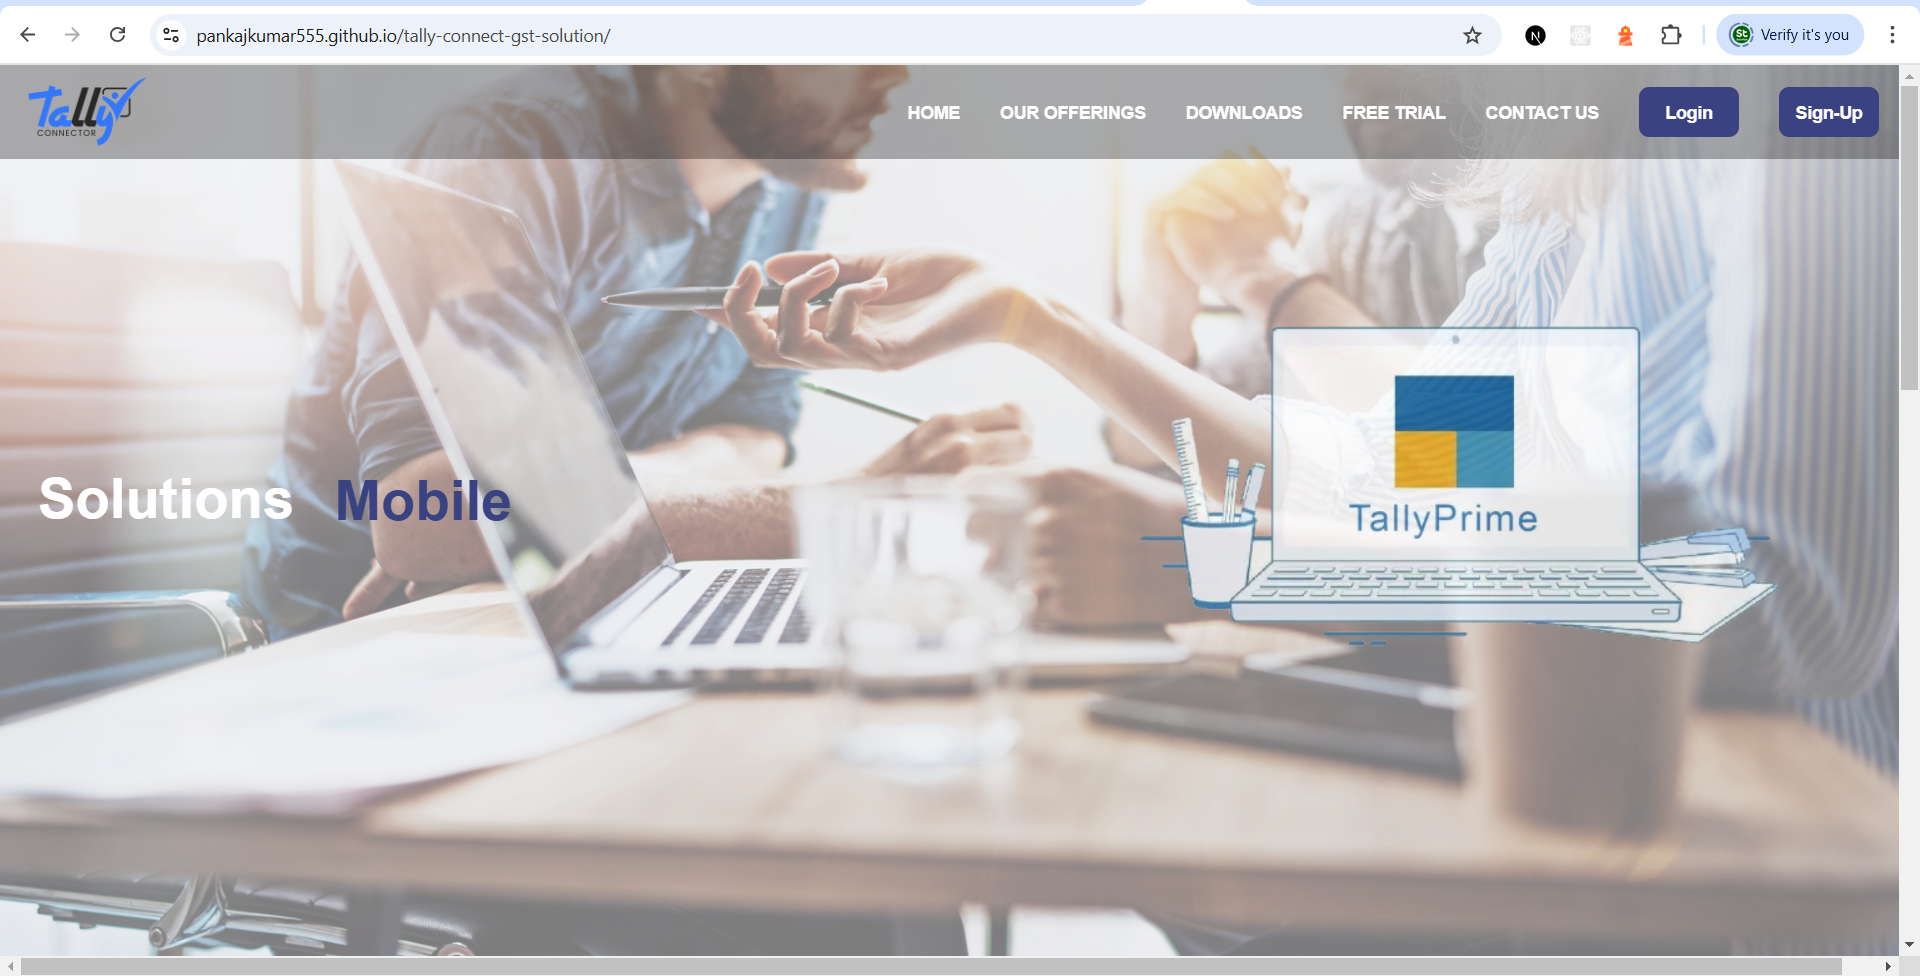 pankajkumar555.github.io/tally-connect-gst-solution/
Verify it's you
Tally
CONNECTOR
HOME OUR OFFERINGS DOWNLOADS FREE TRIAL CONTACT US Login Sign-Up
TallyPrime
Solutions Mobile